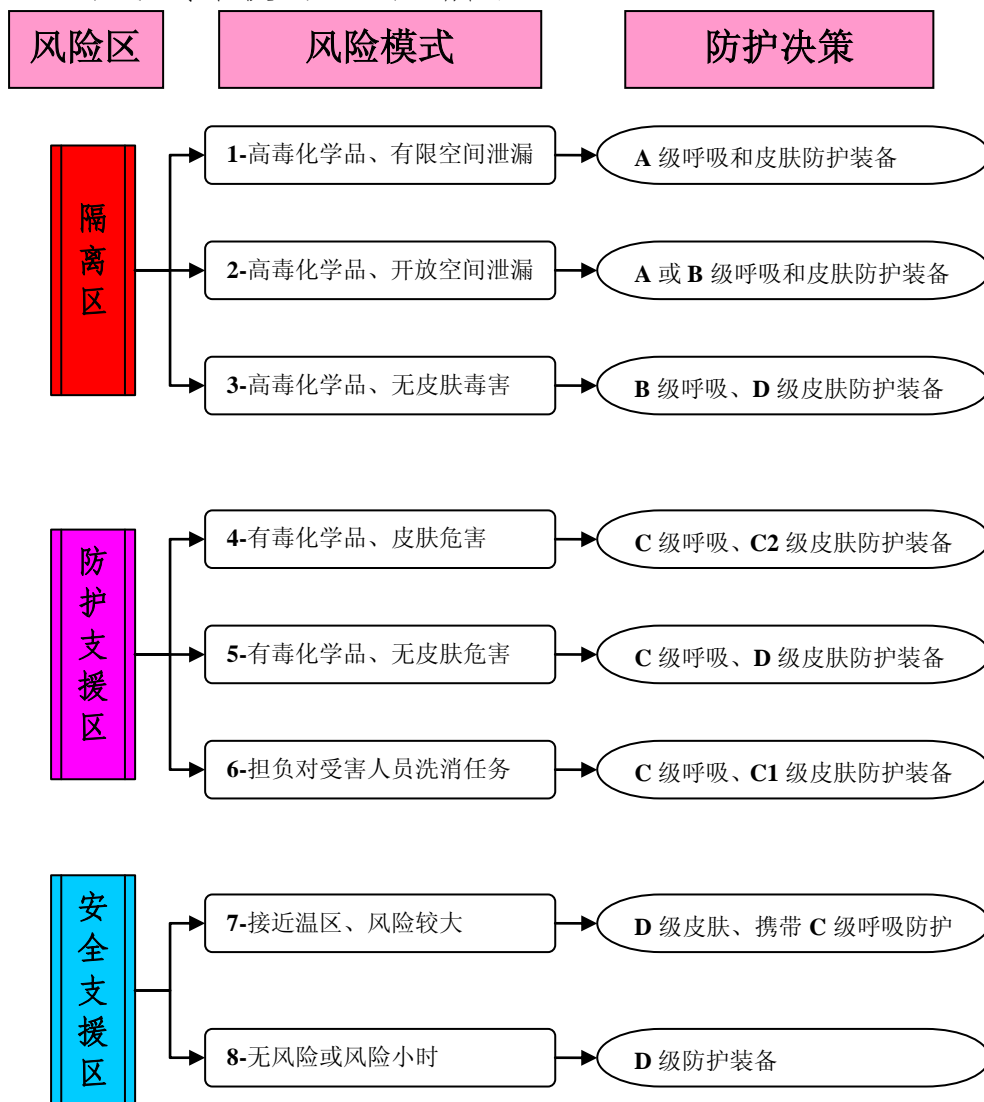 风险区 风险模式 防护决策
隔离区
1-高毒化学品、有限空间泄漏
A 级呼吸和皮肤防护装备
2-高毒化学品、开放空间泄漏
A 或 B 级呼吸和皮肤防护装备
3-高毒化学品、无皮肤毒害
B 级呼吸、D 级皮肤防护装备
防护支援区
4-有毒化学品、皮肤危害
C 级呼吸、C2 级皮肤防护装备
5-有毒化学品、无皮肤危害
C 级呼吸、D 级皮肤防护装备
6-担负对受害人员洗消任务
C 级呼吸、C1 级皮肤防护装备
安全支援区
7-接近温区、风险较大
D 级皮肤、携带 C 级呼吸防护
8-无风险或风险小时
D 级防护装备